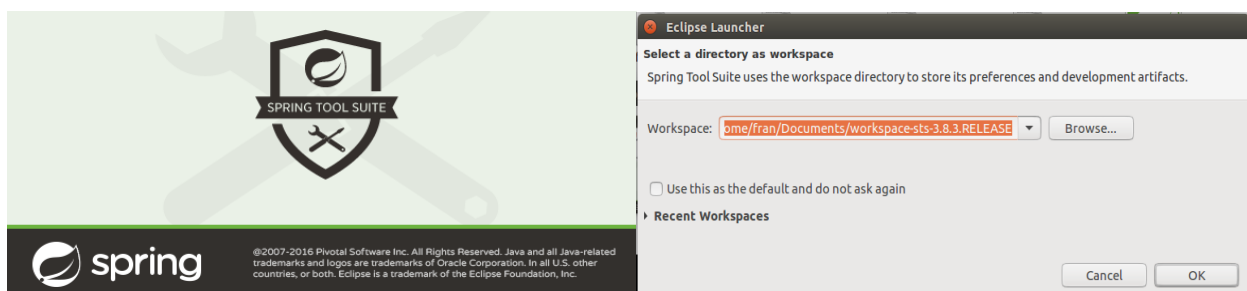 SPRING TOOL SUITE
spring
@2007-2016 Pivotal Software Inc. All Rights Reserved. Java and all Java-related
trademarks and logos are trademarks of Oracle Corporation. In all U.S. other
countries, or both. Eclipse is a trademark of the Eclipse Foundation, Inc.
Eclipse Launcher
Select a directory as workspace
Spring Tool Suite uses the workspace directory to store its preferences and development artifacts.
Workspace: ome/fran/Documents/workspace-sts-3.8.3.RELEASE Browse...
Use this as the default and do not ask again
Recent Workspaces
Cancel OK